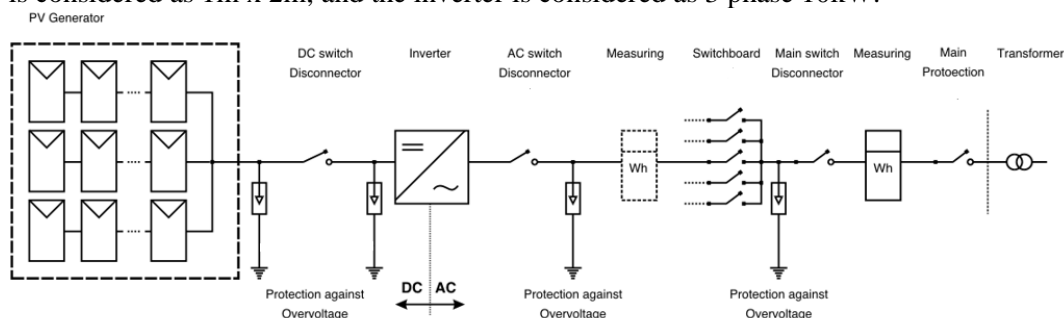 is considered as 1m x 2m, and the inverter is considered as 3-phase 10kW.
PV Generator
DC switch
Disconnector
Inverter
AC switch
Disconnector
Measuring
Switchboard
Main switch
Disconnector
Measuring
Main
Protoection
Transformer
Wh
Wh
DC
AC
Protection against
Overvoltage
Protection against
Overvoltage
Protection against
Overvoltage